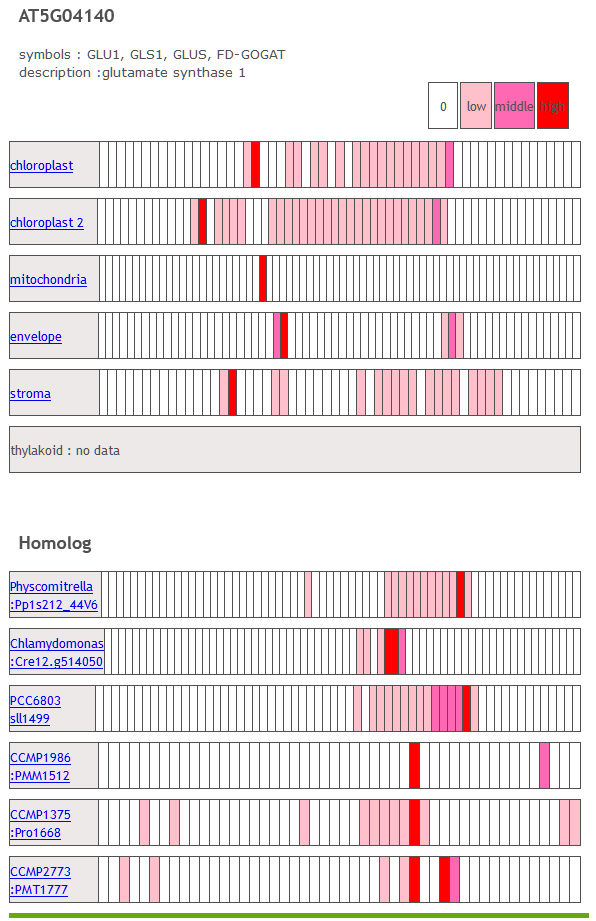 AT5G04140
symbols : GLU1, GLS1, GLUS, FD-GOGAT
description :glutamate synthase 1
0 low middle high
chloroplast
chloroplast 2
mitochondria
envelope
stroma
thylakoid : no data
Homolog
Physcomitrella
:Pp1s212_44V6
Chlamydomonas
:Cre12.g514050
PCC6803
sll1499
CCMP1986
:PMM1512
CCMP1375
:Pro1668
CCMP2773
:PMT1777